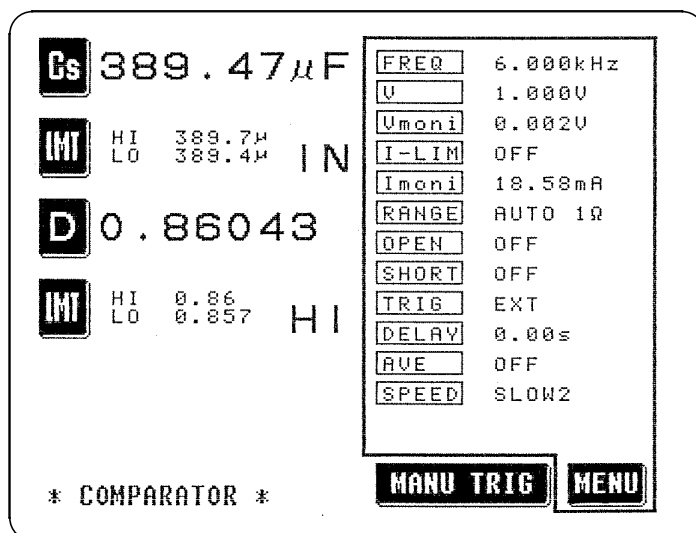 Cs 389.47μF
LMT HI 389.7μ
LO 389.4μ IN
D 0.86043
LMT HI 0.86
LO 0.857 HI
* COMPARATOR *
FREQ 6.000kHz
V 1.000V
Vmoni 0.002V
I-LIM OFF
Imoni 18.58mA
RANGE AUTO 1Ω
OPEN OFF
SHORT OFF
TRIG EXT
DELAY 0.00s
AVE OFF
SPEED SLOW2
MANU TRIG MENU